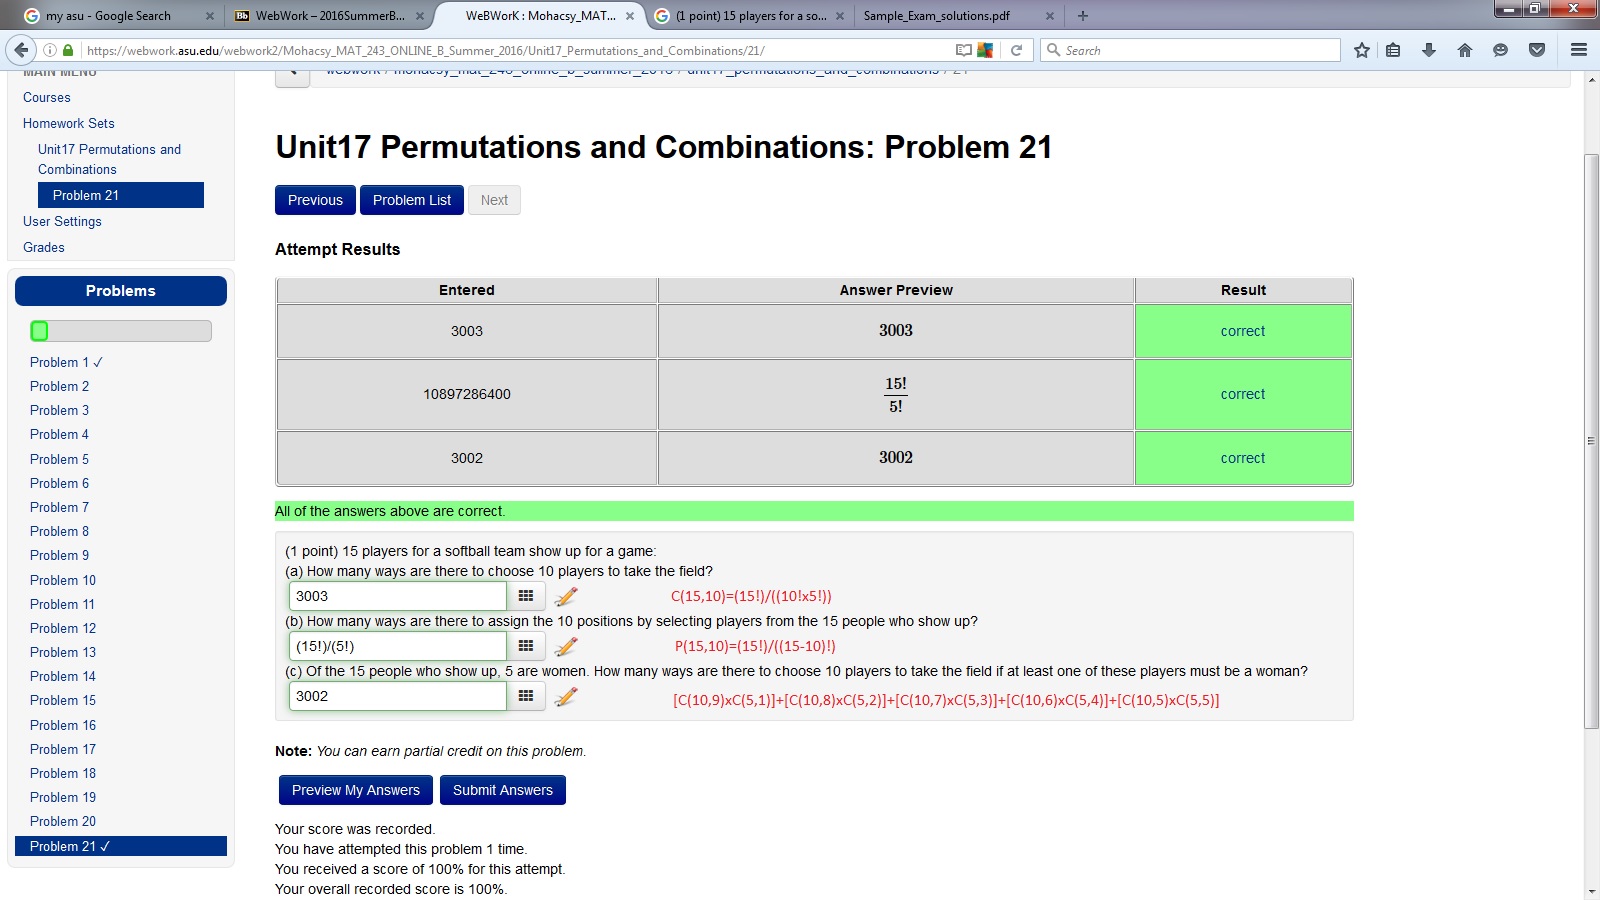 my asu - Google Search
WebWork – 2016SummerB...
WeBWorK : Mohacsy_MAT...
(1 point) 15 players for a so...
Sample_Exam_solutions.pdf
https://webwork.asu.edu/webwork2/Mohacsy_MAT_243_ONLINE_B_Summer_2016/Unit17_Permutations_and_Combinations/21/
Search
MAIN MENU
Courses
Homework Sets
Unit17 Permutations and
Combinations
Problem 21
User Settings
Grades
Problems
Problem 1 ✓
Problem 2
Problem 3
Problem 4
Problem 5
Problem 6
Problem 7
Problem 8
Problem 9
Problem 10
Problem 11
Problem 12
Problem 13
Problem 14
Problem 15
Problem 16
Problem 17
Problem 18
Problem 19
Problem 20
Problem 21 ✓
webwork / mohacsy_mat_243_online_b_summer_2016 / unit17_permutations_and_combinations / 21
Unit17 Permutations and Combinations: Problem 21
Previous
Problem List
Next
Attempt Results
Entered Answer Preview Result
3003 3003 correct
10897286400 15!/5! correct
3002 3002 correct
All of the answers above are correct.
(1 point) 15 players for a softball team show up for a game:
(a) How many ways are there to choose 10 players to take the field?
3003 C(15,10)=(15!)/((10!x5!))
(b) How many ways are there to assign the 10 positions by selecting players from the 15 people who show up?
(15!)/(5!) P(15,10)=(15!)/((15-10)!)
(c) Of the 15 people who show up, 5 are women. How many ways are there to choose 10 players to take the field if at least one of these players must be a woman?
3002 [C(10,9)xC(5,1)]+[C(10,8)xC(5,2)]+[C(10,7)xC(5,3)]+[C(10,6)xC(5,4)]+[C(10,5)xC(5,5)]
Note: You can earn partial credit on this problem.
Preview My Answers
Submit Answers
Your score was recorded.
You have attempted this problem 1 time.
You received a score of 100% for this attempt.
Your overall recorded score is 100%.